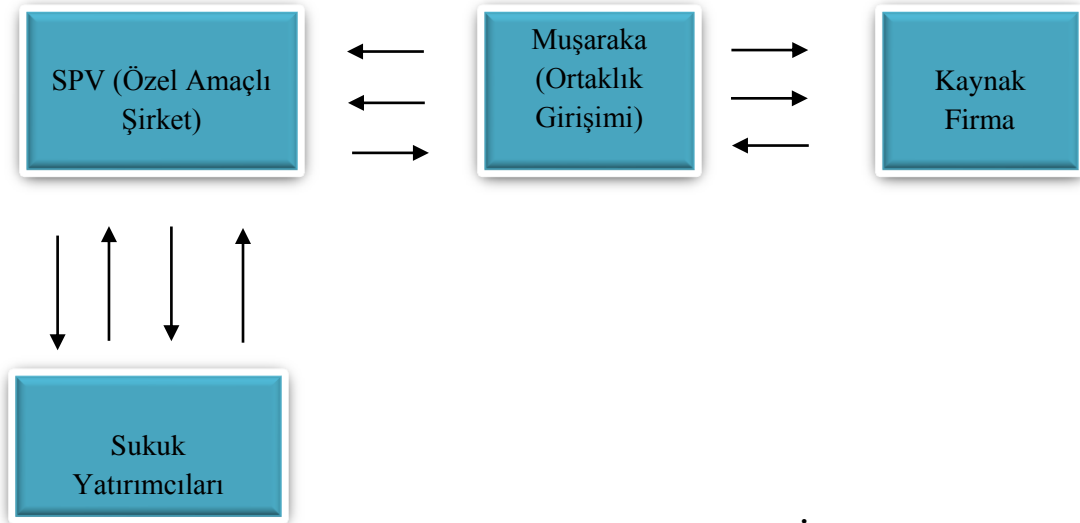 SPV (Özel Amaçlı
Şirket)
Muşaraka
(Ortaklık
Girişimi)
Kaynak
Firma
Sukuk
Yatırımcıları